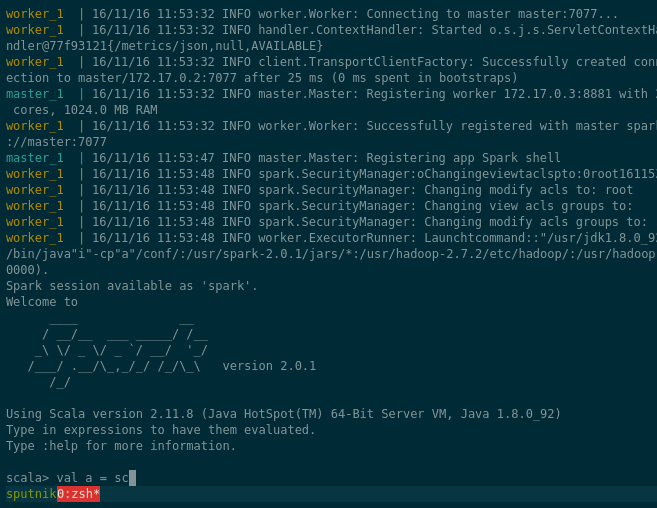 worker_1  | 16/11/16 11:53:32 INFO worker.Worker: Connecting to master master:7077...
worker_1  | 16/11/16 11:53:32 INFO handler.ContextHandler: Started o.s.j.s.ServletContextHa
ndler@77f93121{/metrics/json,null,AVAILABLE}
worker_1  | 16/11/16 11:53:32 INFO client.TransportClientFactory: Successfully created conn
ection to master/172.17.0.2:7077 after 25 ms (0 ms spent in bootstraps)
master_1  | 16/11/16 11:53:32 INFO master.Master: Registering worker 172.17.0.3:8881 with
 cores, 1024.0 MB RAM
worker_1  | 16/11/16 11:53:32 INFO worker.Worker: Successfully registered with master spark
://master:7077
master_1  | 16/11/16 11:53:47 INFO master.Master: Registering app Spark shell
worker_1  | 16/11/16 11:53:48 INFO spark.SecurityManager:oChangingeviewtaclspto:0root16115
worker_1  | 16/11/16 11:53:48 INFO spark.SecurityManager: Changing modify acls to: root
worker_1  | 16/11/16 11:53:48 INFO spark.SecurityManager: Changing view acls groups to:
worker_1  | 16/11/16 11:53:48 INFO spark.SecurityManager: Changing modify acls groups to:
worker_1  | 16/11/16 11:53:48 INFO worker.ExecutorRunner: Launchtcommand::"/usr/jdk1.8.0_92
/bin/java"i"-cp"a"/conf/:/usr/spark-2.0.1/jars/*:/usr/hadoop-2.7.2/etc/hadoop/:/usr/hadoop
0000).
Spark session available as 'spark'.
Welcome to
      ____              __
     / __/__  ___ _____/ /__
    _\ \/ _ \/ _ `/ __/  '_/
   /___/ .__/\_,_/_/ /_/\_\   version 2.0.1
      /_/
Using Scala version 2.11.8 (Java HotSpot(TM) 64-Bit Server VM, Java 1.8.0_92)
Type in expressions to have them evaluated.
Type :help for more information.
scala> val a = sc
sputnik 0:zsh*